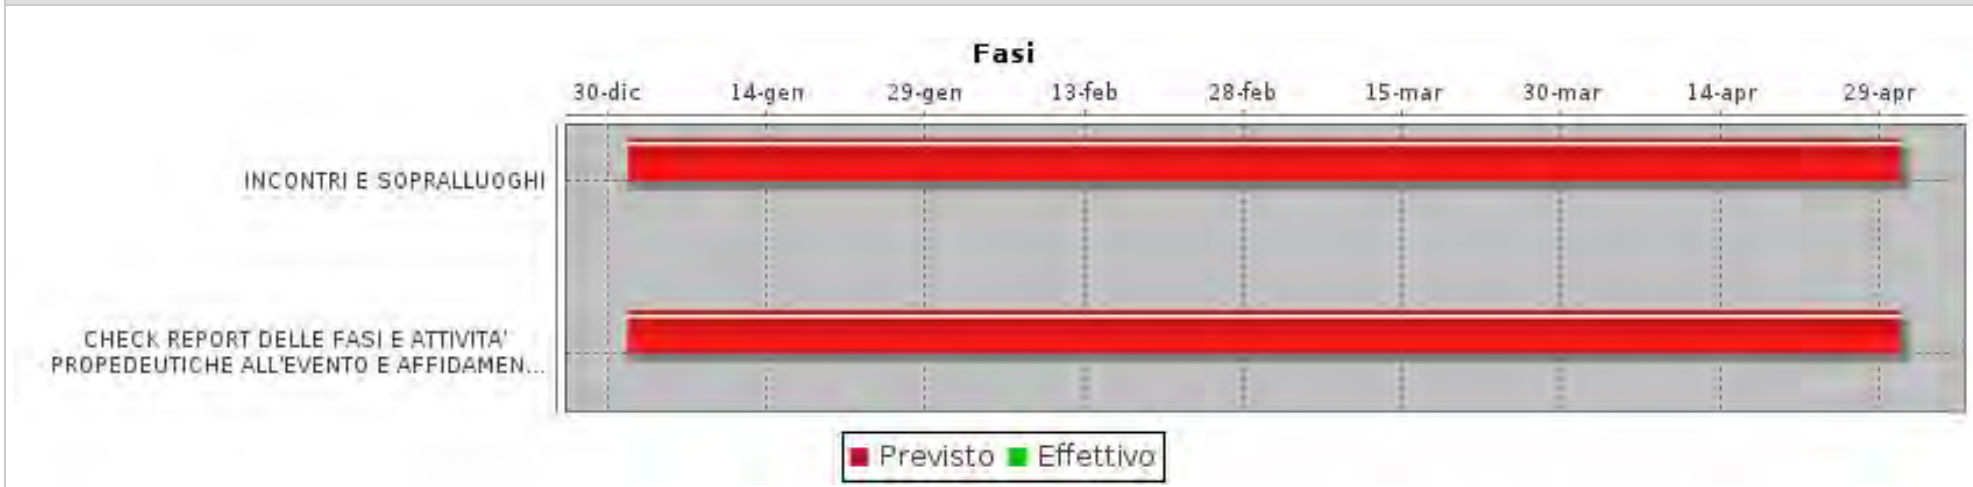 Fasi
30-dic 14-gen 29-gen 13-feb 28-feb 15-mar 30-mar 14-apr 29-apr
INCONTRI E SOPRALLUOGHI
CHECK REPORT DELLE FASI E ATTIVITA'
PROPEDEUTICHE ALL'EVENTO E AFFIDAMEN...
Previsto Effettivo